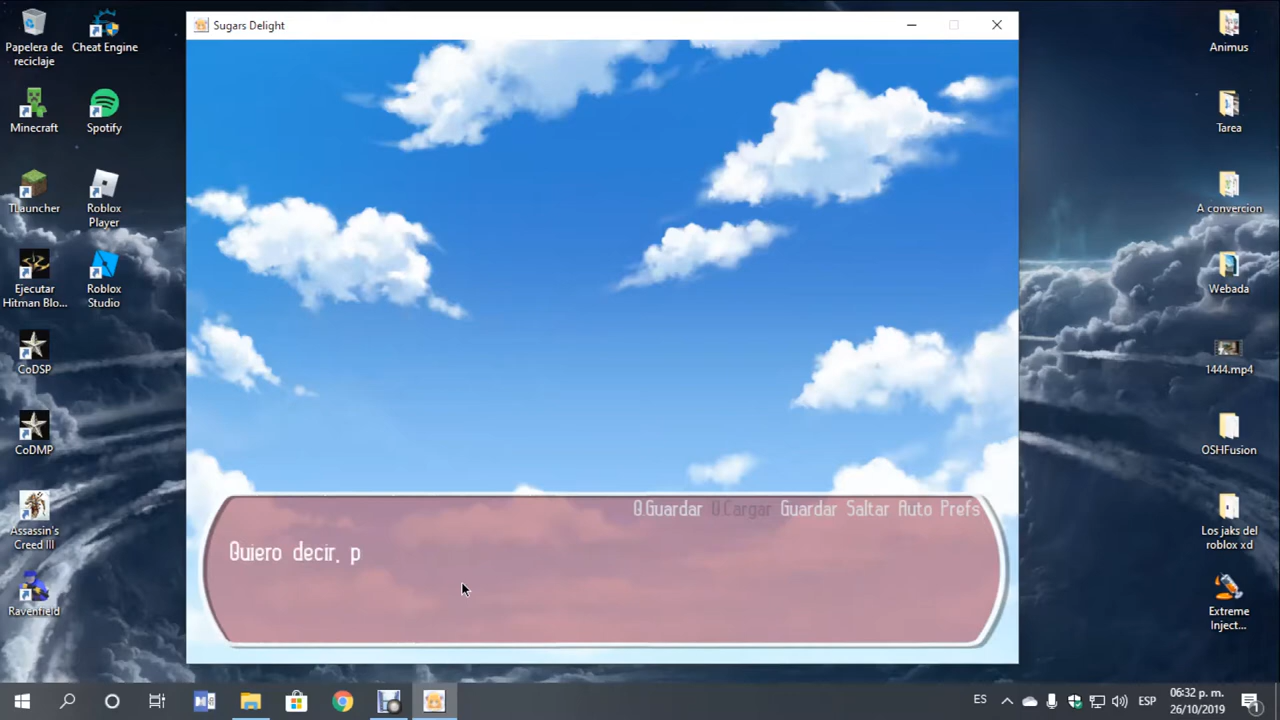 Sugars Delight
Papelera de
reciclaje
Cheat Engine
Minecraft
Spotify
TLauncher
Roblox
Player
Ejecutar
Hitman Blo...
Roblox
Studio
CoDSP
CoDMP
Assassin's
Creed III
Ravenfield
Animus
Tarea
A convercion
Webada
1444.mp4
OSHFusion
Los jaks del
roblox xd
Extreme
Inject...
Q.Guardar Q.Cargar Guardar Saltar Auto Prefs
Quiero decir, p
ES
ESP
06:32 p. m.
26/10/2019
1